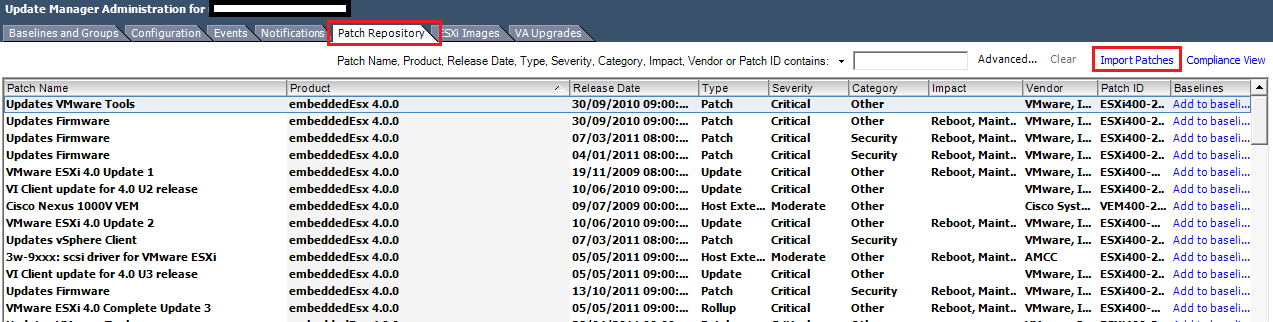 Update Manager Administration for
Baselines and Groups Configuration Events Notifications Patch Repository ESXi Images VA Upgrades
Patch Name, Product, Release Date, Type, Severity, Category, Impact, Vendor or Patch ID contains: Advanced... Clear Import Patches Compliance View
Patch Name Product Release Date Type Severity Category Impact Vendor Patch ID Baselines
Updates VMware Tools embeddedEsx 4.0.0 30/09/2010 09:00:... Patch Critical Other VMware, I... ESXi400-2... Add to baseli...
Updates Firmware embeddedEsx 4.0.0 30/09/2010 09:00:... Patch Critical Other Reboot, Maint.. VMware, I... ESXi400-2.. Add to baseli...
Updates Firmware embeddedEsx 4.0.0 07/03/2011 08:00:... Patch Critical Security Reboot, Maint.. VMware, I... ESXi400-2.. Add to baseli...
Updates Firmware embeddedEsx 4.0.0 04/01/2011 08:00:... Patch Critical Security Reboot, Maint.. VMware, I... ESXi400-2.. Add to baseli...
VMware ESXi 4.0 Update 1 embeddedEsx 4.0.0 19/11/2009 08:00:... Update Critical Other Reboot, Maint.. VMware, I... ESXi400-... Add to baseli...
VI Client update for 4.0 U2 release embeddedEsx 4.0.0 10/06/2010 09:00:... Update Critical Other VMware, I... ESXi400-2.. Add to baseli...
Cisco Nexus 1000V VEM embeddedEsx 4.0.0 09/07/2009 00:00:... Host Exte... Moderate Other Cisco Syst... VEM400-2.. Add to baseli...
VMware ESXi 4.0 Update 2 embeddedEsx 4.0.0 10/06/2010 09:00:... Update Critical Other Reboot, Maint.. VMware, I... ESXi400-... Add to baseli...
Updates vSphere Client embeddedEsx 4.0.0 07/03/2011 08:00:... Patch Critical Security VMware, I... ESXi400-2.. Add to baseli...
3w-9xxx: scsi driver for VMware ESXi embeddedEsx 4.0.0 05/05/2011 09:00:... Host Exte... Moderate Other Reboot, Maint.. AMCC ESXi400-2.. Add to baseli...
VI Client update for 4.0 U3 release embeddedEsx 4.0.0 05/05/2011 09:00:... Update Critical Other VMware, I... ESXi400-2.. Add to baseli...
Updates Firmware embeddedEsx 4.0.0 13/10/2011 09:00:... Patch Critical Security Reboot, Maint.. VMware, I... ESXi400-2.. Add to baseli...
VMware ESXi 4.0 Complete Update 3 embeddedEsx 4.0.0 05/05/2011 09:00:... Rollup Critical Other Reboot, Maint.. VMware, I... ESXi400-... Add to baseli...